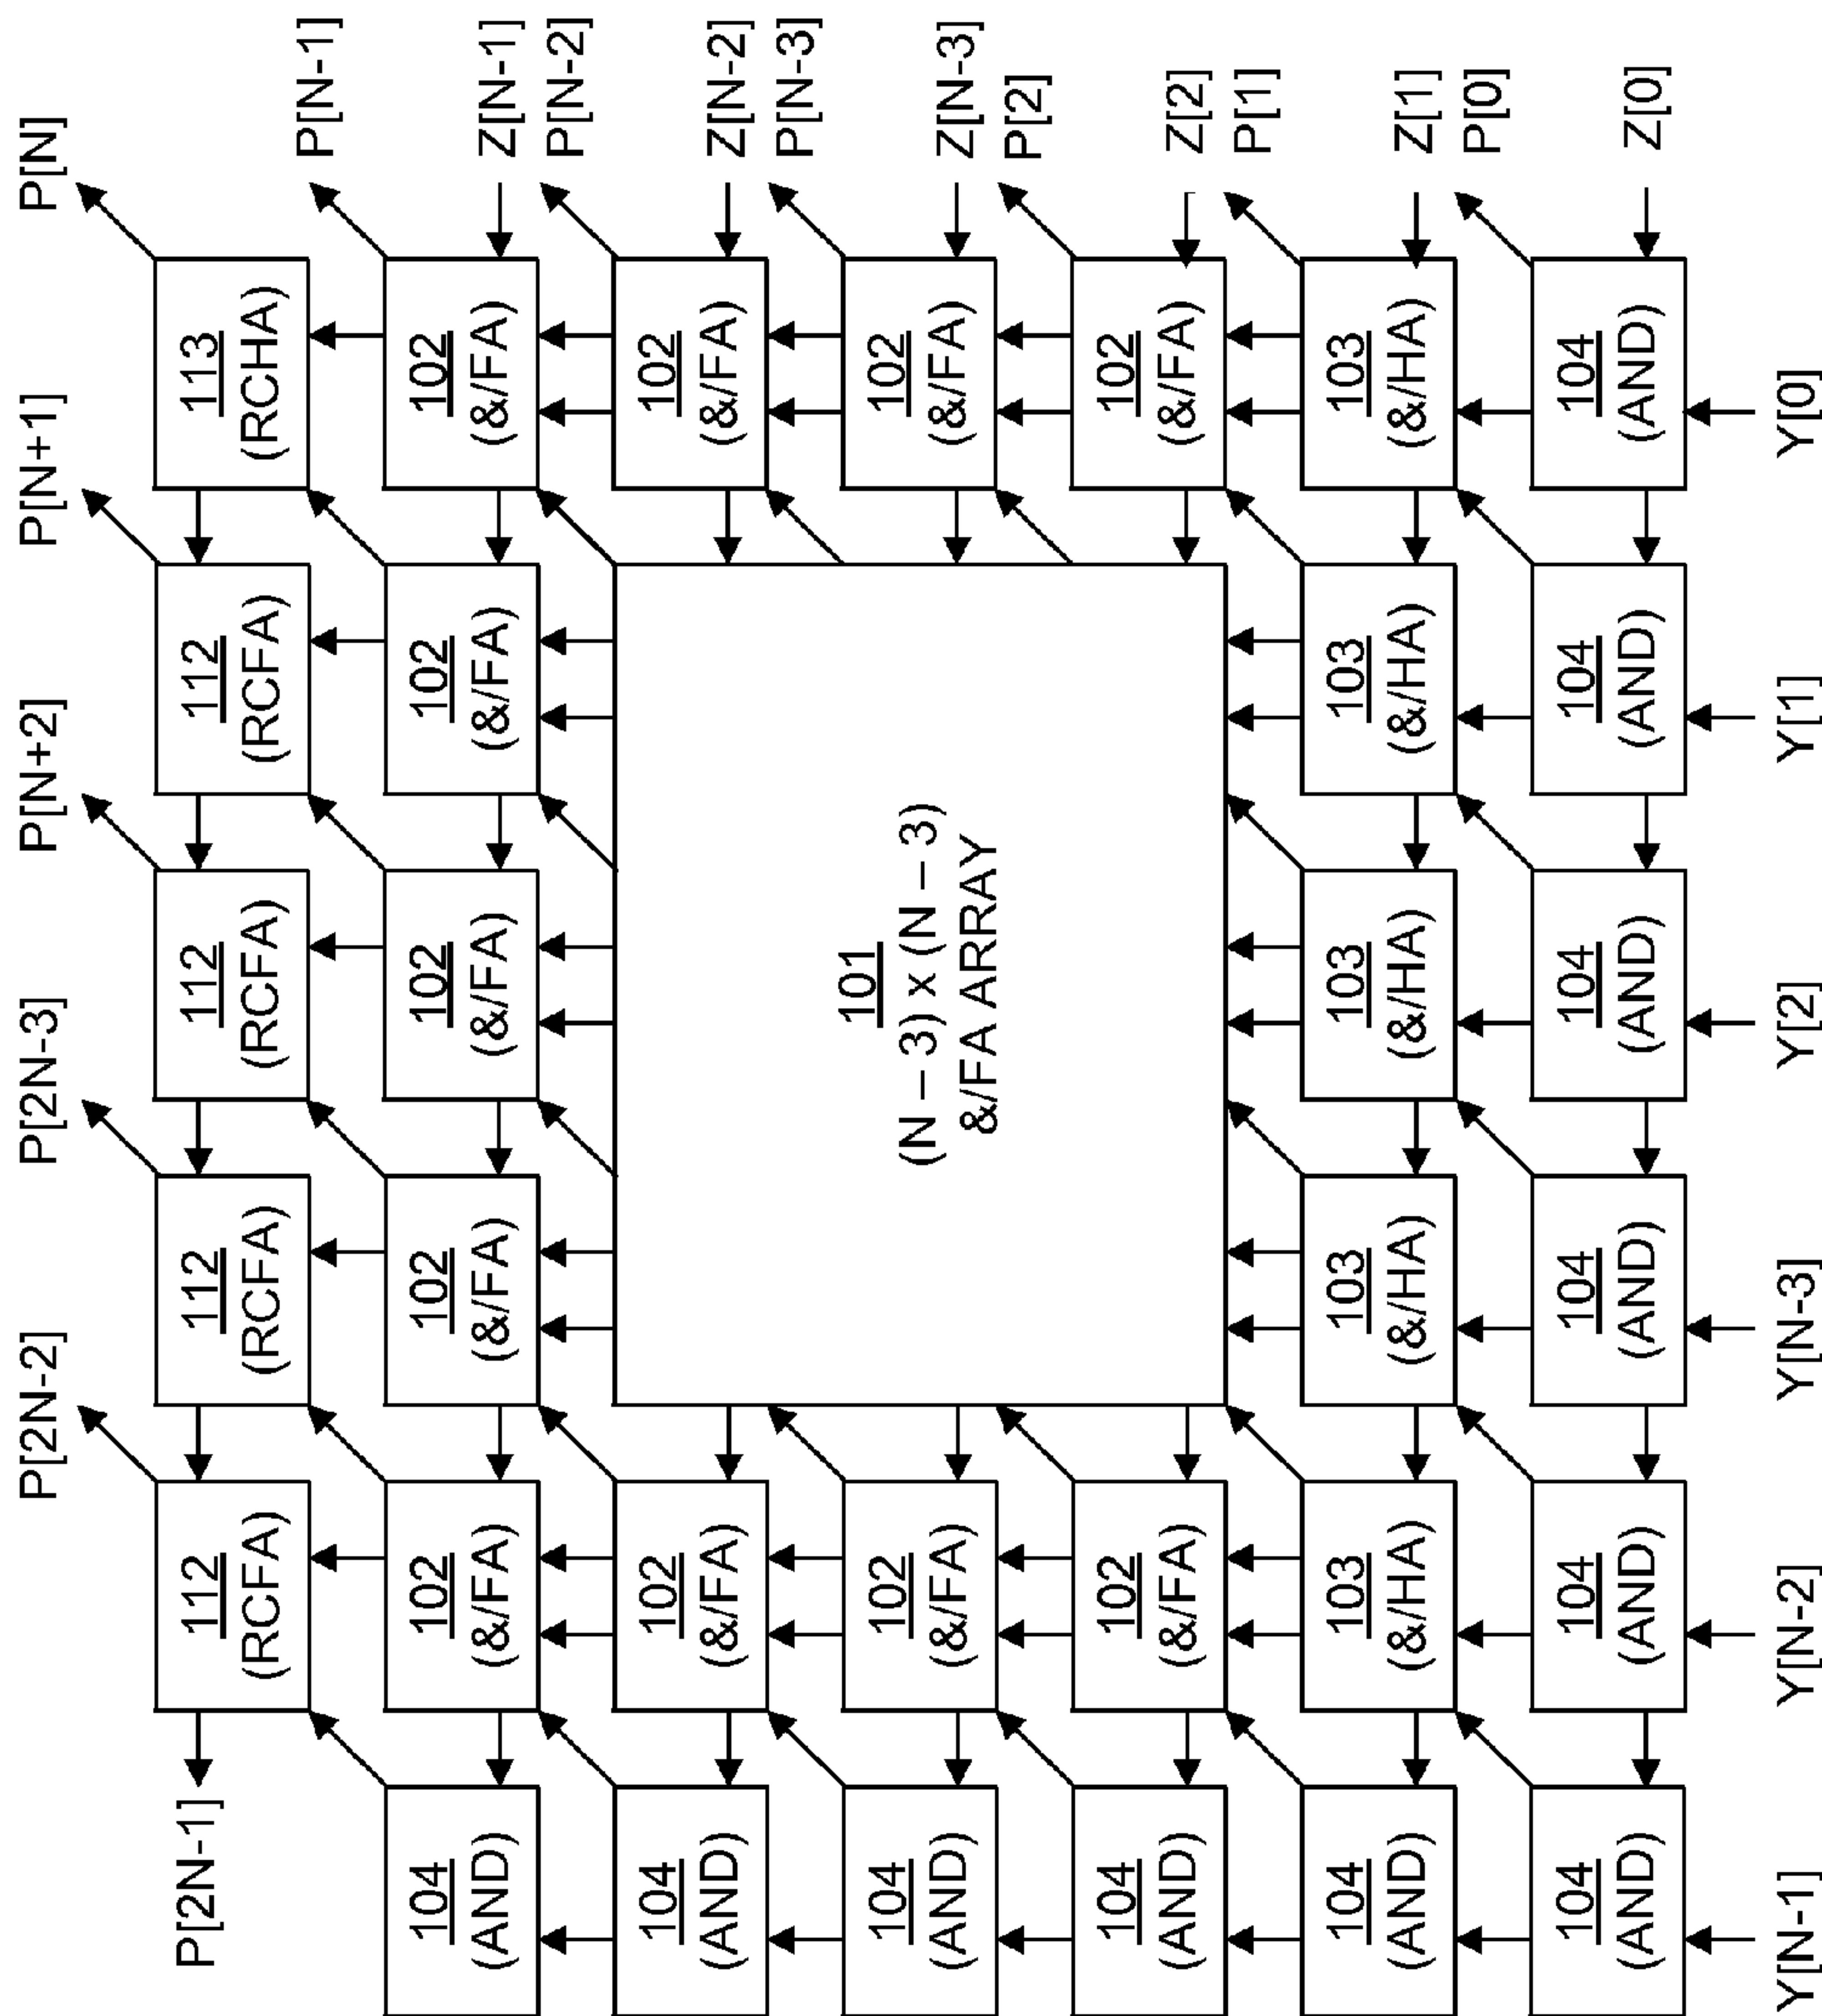 P[2N-2]
P[2N-3]
P[N+2]
P[N+1]
P[N]
P[2N-1]
112
(RCFA)
112
(RCFA)
112
(RCFA)
112
(RCFA)
113
(RCHA)
P[N-1]
104
(AND)
102
(&/FA)
102
(&/FA)
102
(&/FA)
102
(&/FA)
102
(&/FA)
Z[N-1]
P[N-2]
104
(AND)
102
(&/FA)
102
(&/FA)
Z[N-2]
P[N-3]
104
(AND)
102
(&/FA)
101
(N – 3) x (N – 3)
&/FA ARRAY
102
(&/FA)
Z[N-3]
P[2]
104
(AND)
102
(&/FA)
102
(&/FA)
Z[2]
P[1]
104
(AND)
103
(&/HA)
103
(&/HA)
103
(&/HA)
103
(&/HA)
103
(&/HA)
Z[1]
P[0]
104
(AND)
104
(AND)
104
(AND)
104
(AND)
104
(AND)
104
(AND)
Z[0]
Y[N-1]
Y[N-2]
Y[N-3]
Y[2]
Y[1]
Y[0]